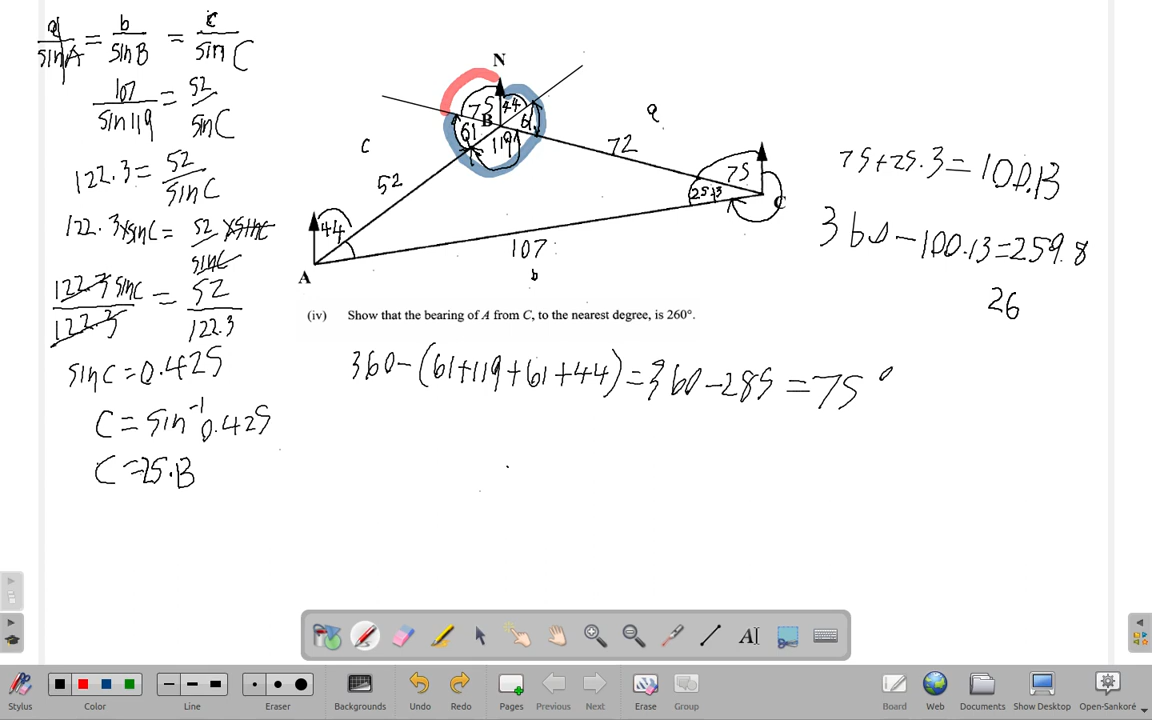 a/sinA = b/sinB = c/sinC
107/sin119 = 52/sinC
122.3 = 52/sinC
122.3 x sinC = 52/sinC x sinC
122.3 sinC/122.3 = 52/122.3
sinC = 0.425
C = sin⁻¹ 0.425
C = 25.13
N
75
44
B
61
61
119
c
52
a
72
75
25.13
C
44
A
107
b
75+25.3 = 100.13
360 - 100.13 = 259.8
26
(iv) Show that the bearing of A from C, to the nearest degree, is 260°.
360 - (61+119+61+44) = 360 - 285 = 75°
Stylus
Color
Line
Eraser
Backgrounds
Undo
Redo
Pages
Previous
Next
Erase
Group
Board
Web
Documents
Show Desktop
Open-Sankoré